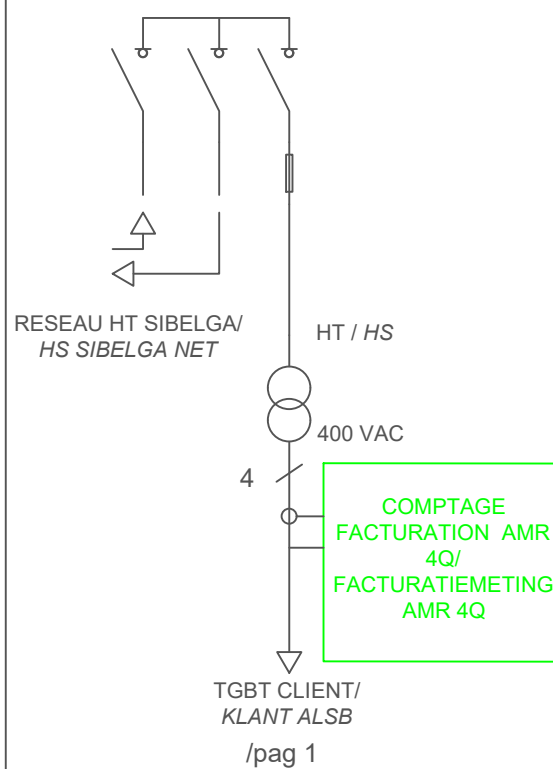 RESEAU HT SIBELGA/
HS SIBELGA NET
HT / HS
400 VAC
4
COMPTAGE
FACTURATION AMR
4Q/
FACTURATIEMETING
AMR 4Q
TGBT CLIENT/
KLANT ALSB
/pag 1